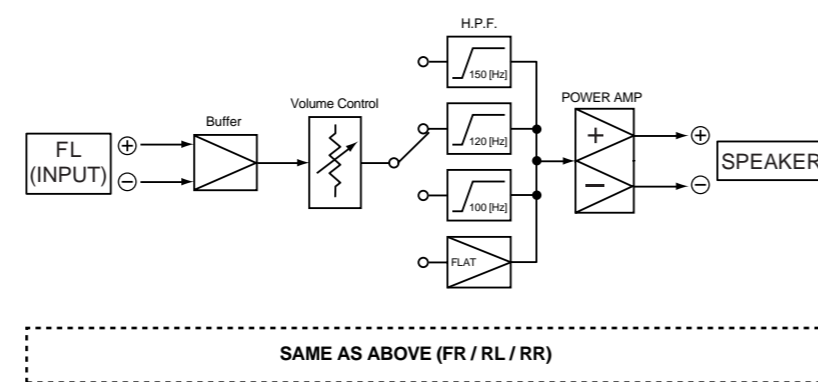 H.P.F.
150 [Hz]
Volume Control
POWER AMP
Buffer
120 [Hz]
FL
(INPUT)
+
−
+
−
+
−
SPEAKER
100 [Hz]
FLAT
SAME AS ABOVE (FR / RL / RR)